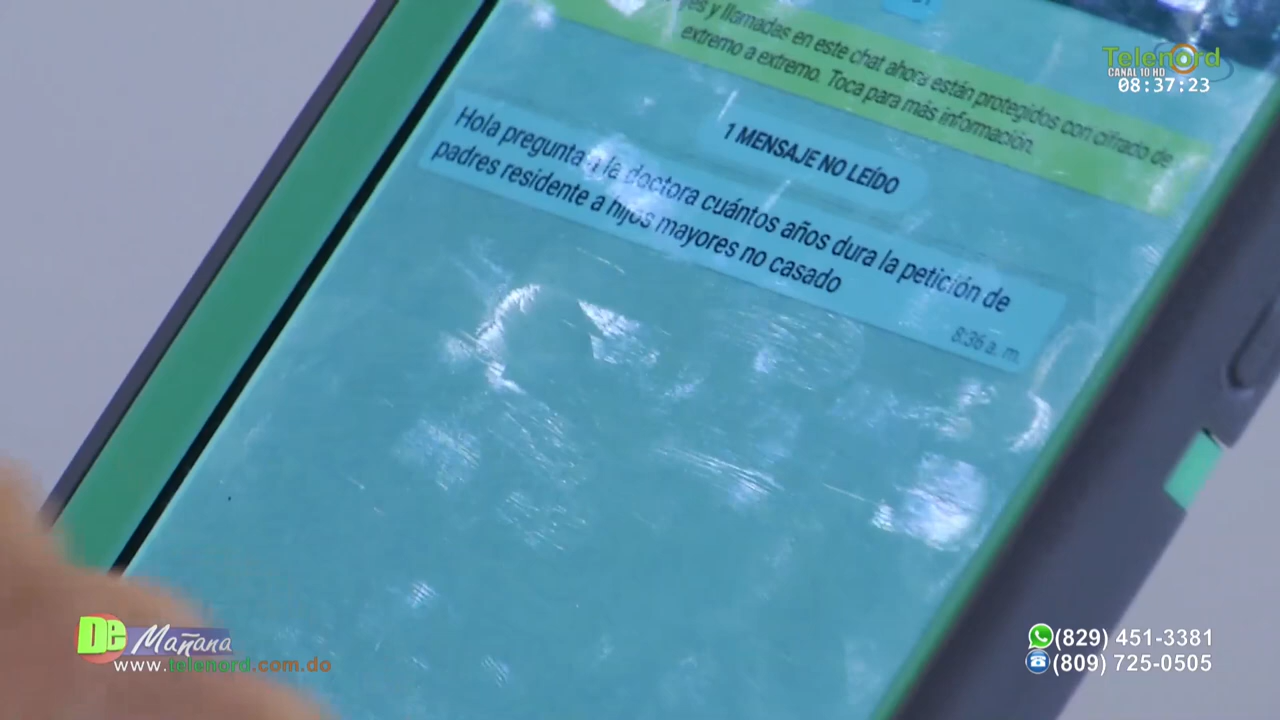 y llamadas en este chat ahora están protegidos con cifrado de
extremo a extremo. Toca para más información.
1 MENSAJE NO LEÍDO
Hola pregunta a la doctora cuántos años dura la petición de
padres residente a hijos mayores no casado
8:36 a. m.
Telenord
CANAL 10 HD
08:37:23
De Mañana
www.telenord.com.do
(829) 451-3381
(809) 725-0505